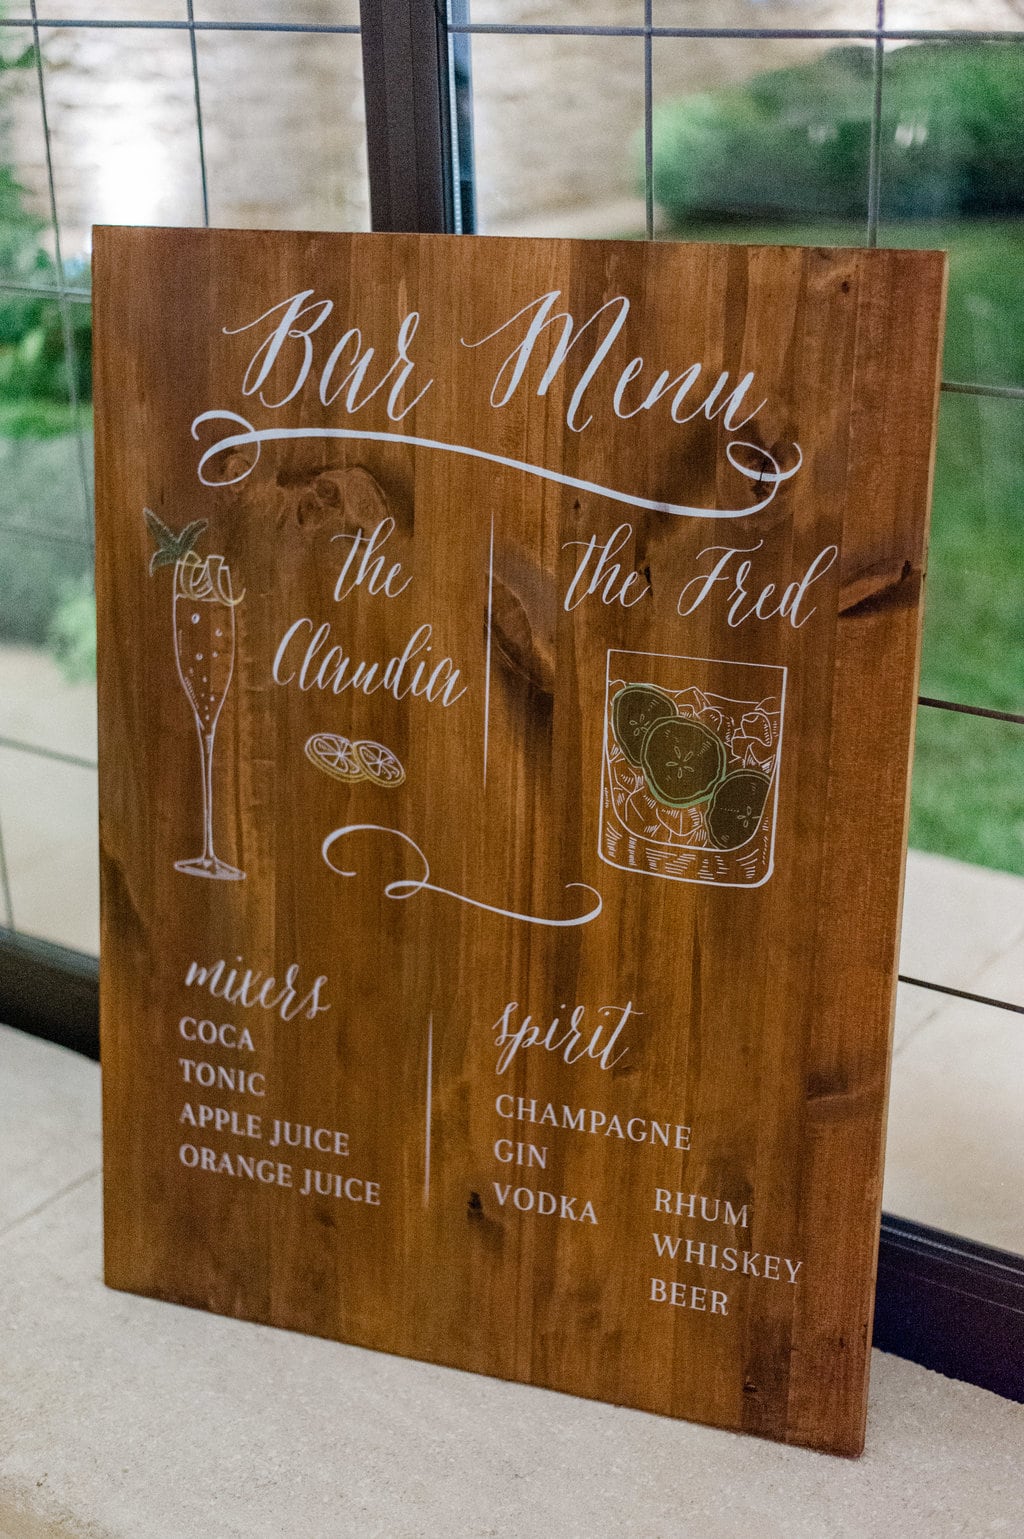 Bar Menu
the
Claudia
the Fred
mixers
COCA
TONIC
APPLE JUICE
ORANGE JUICE
spirit
CHAMPAGNE
GIN
VODKA
RHUM
WHISKEY
BEER